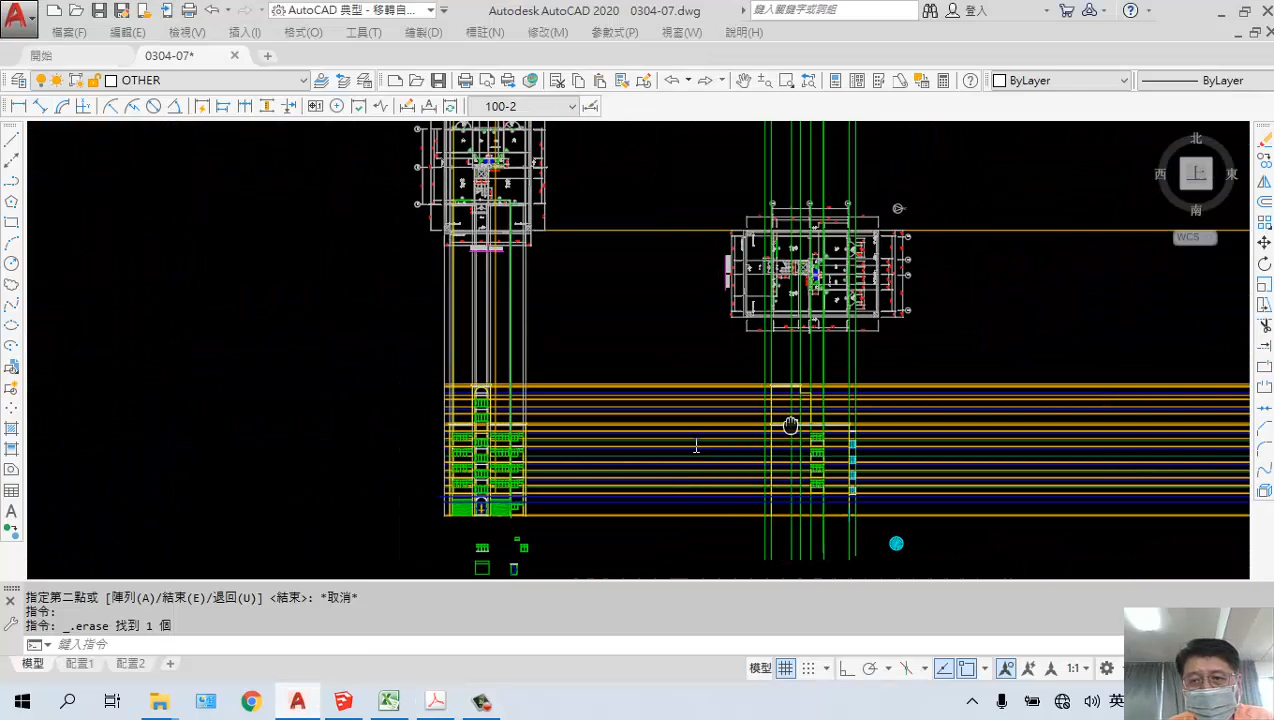 AutoCAD 典型 - 移轉自...
Autodesk AutoCAD 2020 0304-07.dwg
鍵入關鍵字或詞組
登入
檔案(F) 編輯(E) 檢視(V) 插入(I) 格式(O) 工具(T) 繪製(D) 標註(N) 修改(M) 參數式(P) 視窗(W) 說明(H)
開始 0304-07*
OTHER
ByLayer ByLayer
100-2
北
西 上 東
南
WCS
指定第二點或 [陣列(A)/結束(E)/退回(U)] <結束>: *取消*
指令:
指令: _.erase 找到 1 個
鍵入指令
模型 配置1 配置2
模型 1:1
英